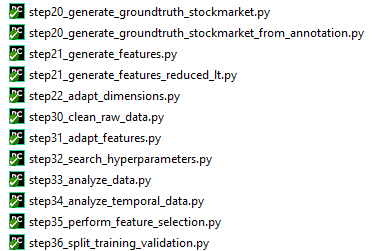 step20_generate_groundtruth_stockmarket.py
step20_generate_groundtruth_stockmarket_from_annotation.py
step21_generate_features.py
step21_generate_features_reduced_lt.py
step22_adapt_dimensions.py
step30_clean_raw_data.py
step31_adapt_features.py
step32_search_hyperparameters.py
step33_analyze_data.py
step34_analyze_temporal_data.py
step35_perform_feature_selection.py
step36_split_training_validation.py